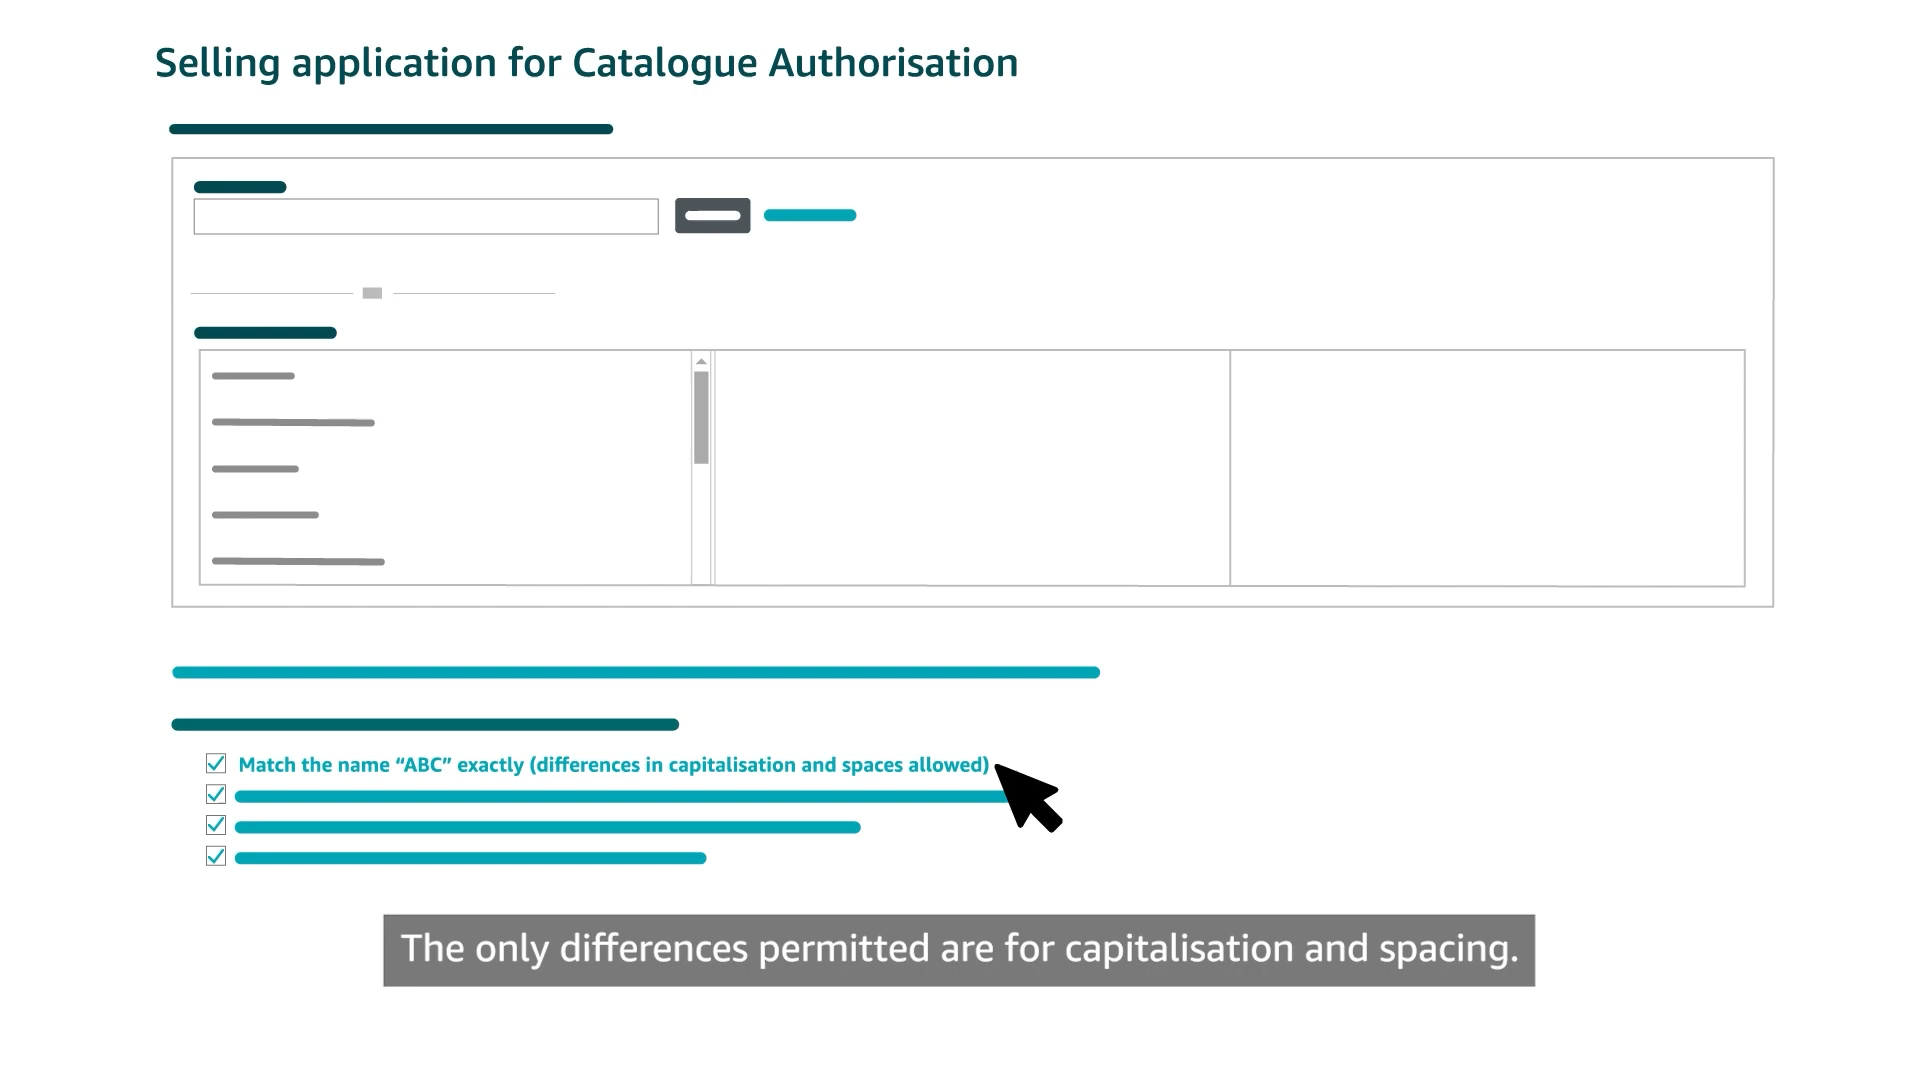 Selling application for Catalogue Authorisation
Match the name “ABC” exactly (differences in capitalisation and spaces allowed)
The only differences permitted are for capitalisation and spacing.